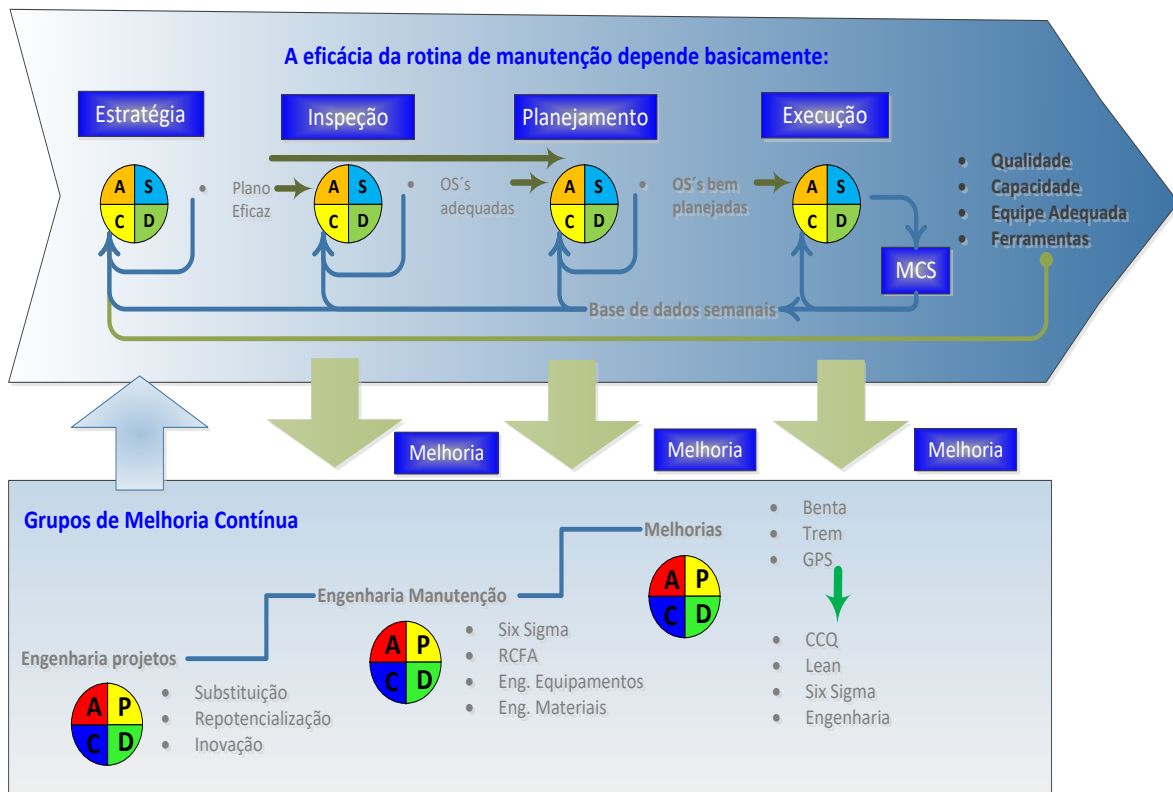 A eficácia da rotina de manutenção depende basicamente:
Estratégia
Inspeção
Planejamento
Execução
A S
C D
• Plano
Eficaz
A S
C D
• OS´s
adequadas
A S
C D
• OS´s bem
planejadas
A S
C D
MCS
• Qualidade
• Capacidade
• Equipe Adequada
• Ferramentas
Base de dados semanais
Melhoria
Melhoria
Melhoria
Grupos de Melhoria Contínua
Engenharia projetos
A P
C D
• Substituição
• Repotencialização
• Inovação
Engenharia Manutenção
A P
C D
• Six Sigma
• RCFA
• Eng. Equipamentos
• Eng. Materiais
Melhorias
A P
C D
• Benta
• Trem
• GPS
• CCQ
• Lean
• Six Sigma
• Engenharia